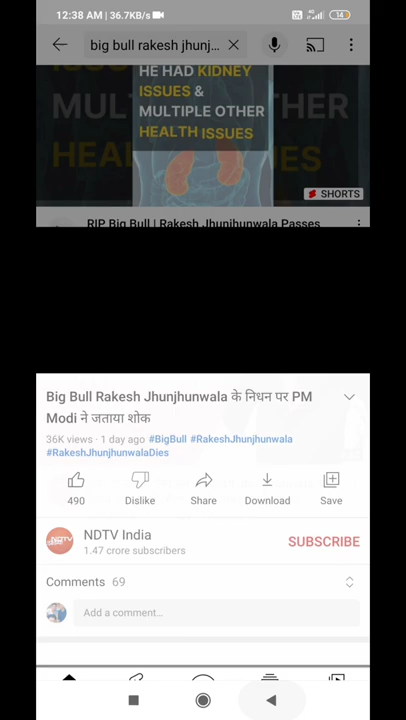 12:38 AM | 36.7KB/s
4G
14
big bull rakesh jhunj...
HE HAD KIDNEY
ISSUES &
MULTIPLE OTHER
HEALTH ISSUES
SHORTS
RIP Big Bull | Rakesh Jhunjhunwala Passes
Big Bull Rakesh Jhunjhunwala के निधन पर PM
Modi ने जताया शोक
36K views · 1 day ago #BigBull #RakeshJhunjhunwala
#RakeshJhunjhunwalaDies
490 Dislike Share Download Save
NDTV India
1.47 crore subscribers
SUBSCRIBE
Comments 69
Add a comment...